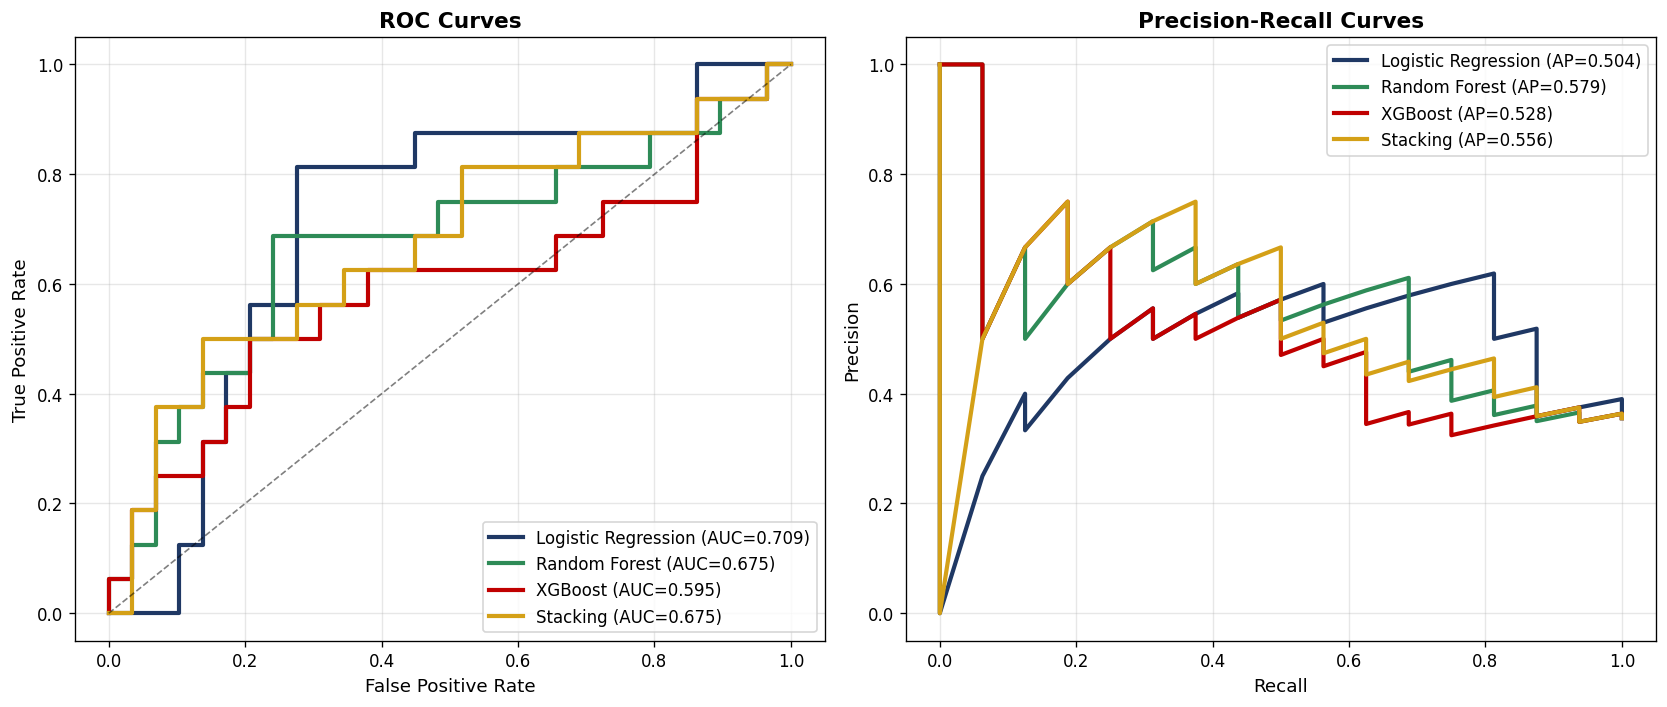 ROC Curves
True Positive Rate
1.0
0.8
0.6
0.4
0.2
0.0
Logistic Regression (AUC=0.709)
Random Forest (AUC=0.675)
XGBoost (AUC=0.595)
Stacking (AUC=0.675)
0.0 0.2 0.4 0.6 0.8 1.0
False Positive Rate
Precision-Recall Curves
Precision
1.0
0.8
0.6
0.4
0.2
0.0
Logistic Regression (AP=0.504)
Random Forest (AP=0.579)
XGBoost (AP=0.528)
Stacking (AP=0.556)
0.0 0.2 0.4 0.6 0.8 1.0
Recall